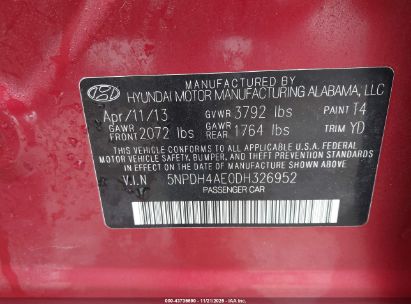 MANUFACTURED BY
HYUNDAI MOTOR MANUFACTURING ALABAMA, LLC
Apr/11/13 GVWR 3792 lbs PAINT T4
GAWR FRONT 2072 lbs GAWR REAR 1764 lbs TRIM YD
THIS VEHICLE CONFORMS TO ALL APPLICABLE U.S.A. FEDERAL
MOTOR VEHICLE SAFETY, BUMPER, AND THEFT PREVENTION STANDARDS
IN EFFECT ON THE DATE OF MANUFACTURE SHOWN ABOVE.
V.I.N 5NPDH4AE0DH326952
PASSENGER CAR